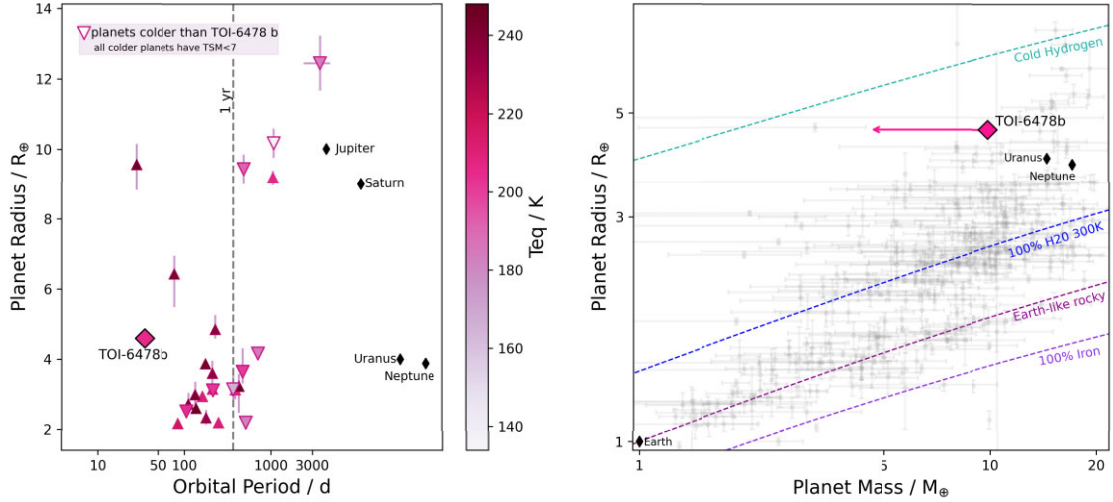 14
12
10
8
6
4
2
Planet Radius / R⊕
▽planets colder than TOI-6478 b
all colder planets have TSM<7
1 yr
Jupiter
Saturn
TOI-6478b
Uranus
Neptune
10
50
100
1000
3000
Orbital Period / d
240
220
200
180
160
140
Teq / K
5
3
1
Planet Radius / R⊕
Cold Hydrogen
TOI-6478b
Uranus
Neptune
100% H20 300K
Earth-like rocky
100% Iron
Earth
1
5
10
20
Planet Mass / M⊕